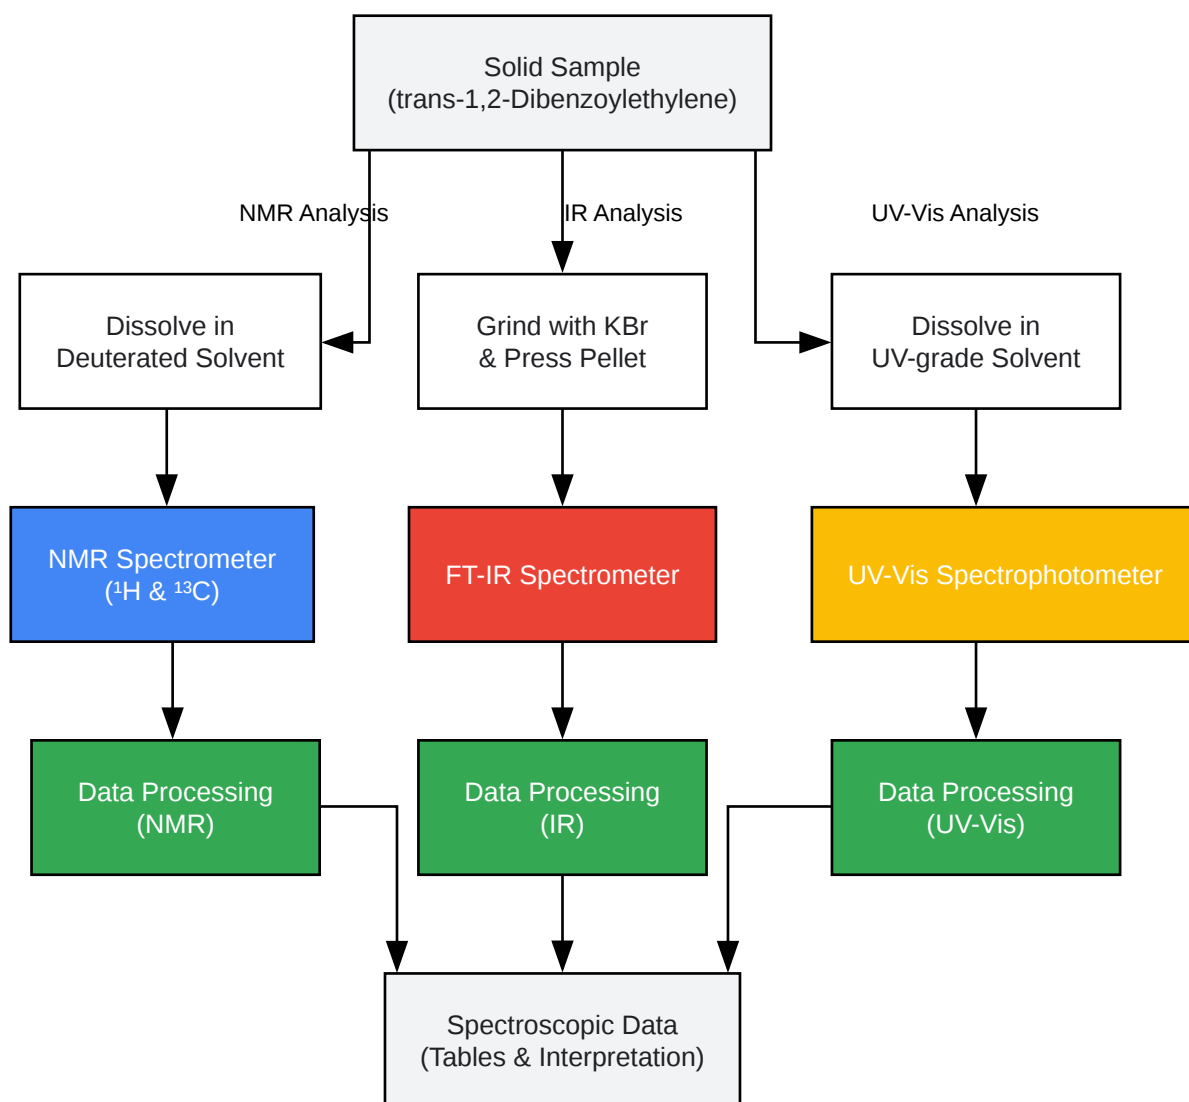 Solid Sample
(trans-1,2-Dibenzoylethylene)
NMR Analysis
IR Analysis
UV-Vis Analysis
Dissolve in
Deuterated Solvent
Grind with KBr
& Press Pellet
Dissolve in
UV-grade Solvent
NMR Spectrometer
(¹H & ¹³C)
FT-IR Spectrometer
UV-Vis Spectrophotometer
Data Processing
(NMR)
Data Processing
(IR)
Data Processing
(UV-Vis)
Spectroscopic Data
(Tables & Interpretation)